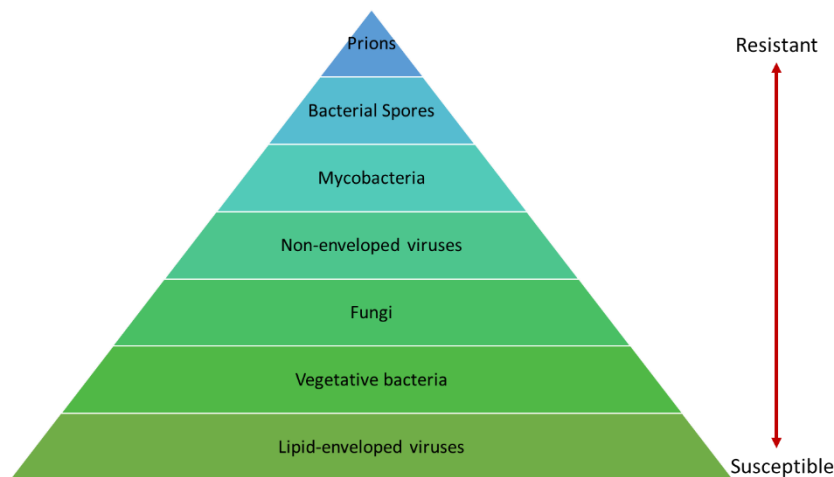 Prions
Resistant
Bacterial Spores
Mycobacteria
Non-enveloped viruses
Fungi
Vegetative bacteria
Lipid-enveloped viruses
Susceptible